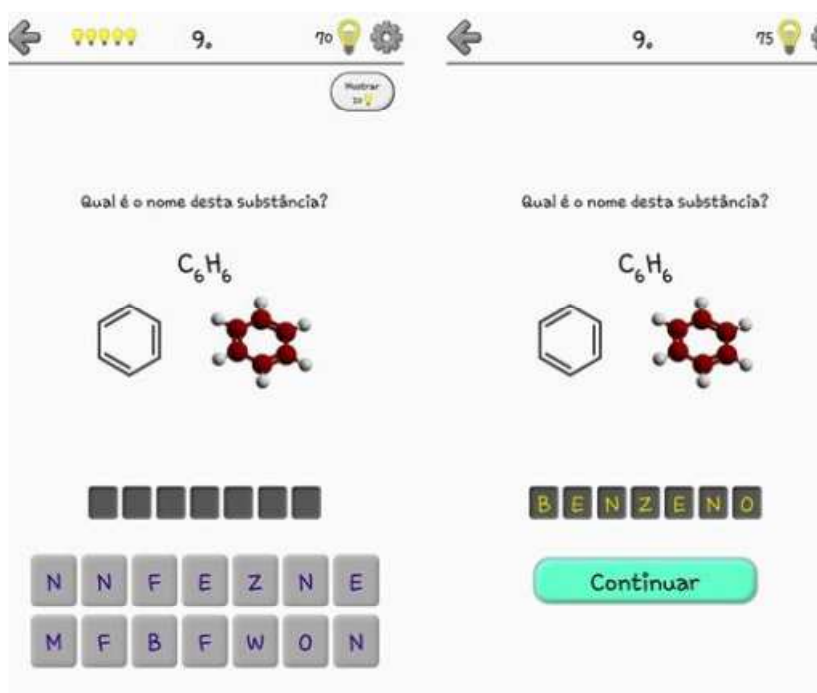 9.
70
Mostrar
Qual é o nome desta substância?
C₆H₆
N N F E Z N E
M F B F W O N
9.
75
Qual é o nome desta substância?
C₆H₆
B E N Z E N O
Continuar